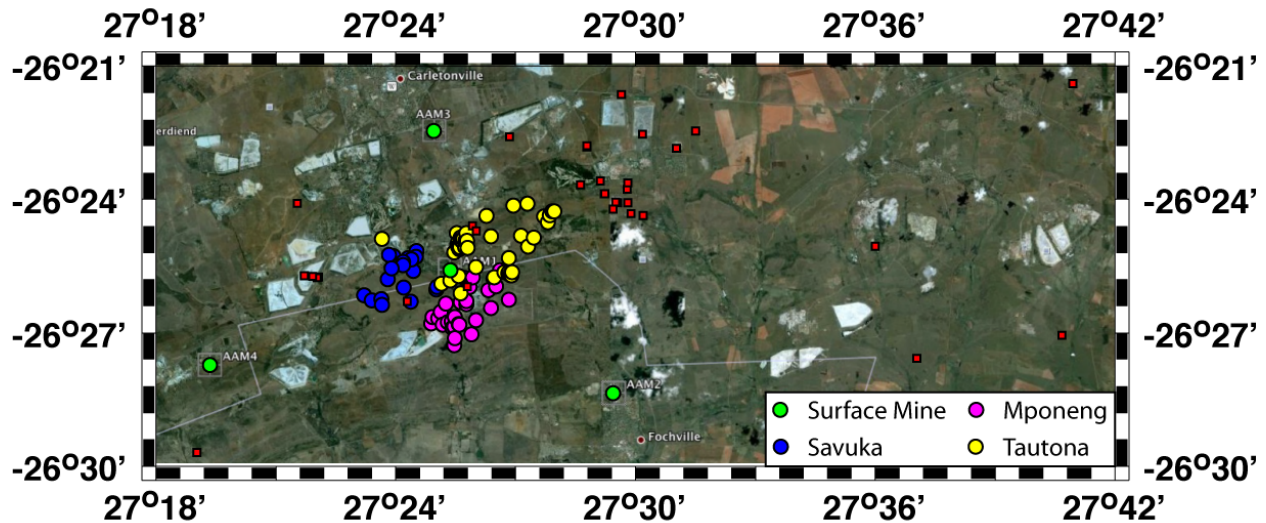 27°18' 27°24' 27°30' 27°36' 27°42'
-26°21' -26°21'
Carletonville
AAM3
erdiend
-26°24' -26°24'
AAM1
-26°27' -26°27'
AAM4
AAM2
Surface Mine Mponeng
Fochville
Savuka Tautona
-26°30' -26°30'
27°18' 27°24' 27°30' 27°36' 27°42'